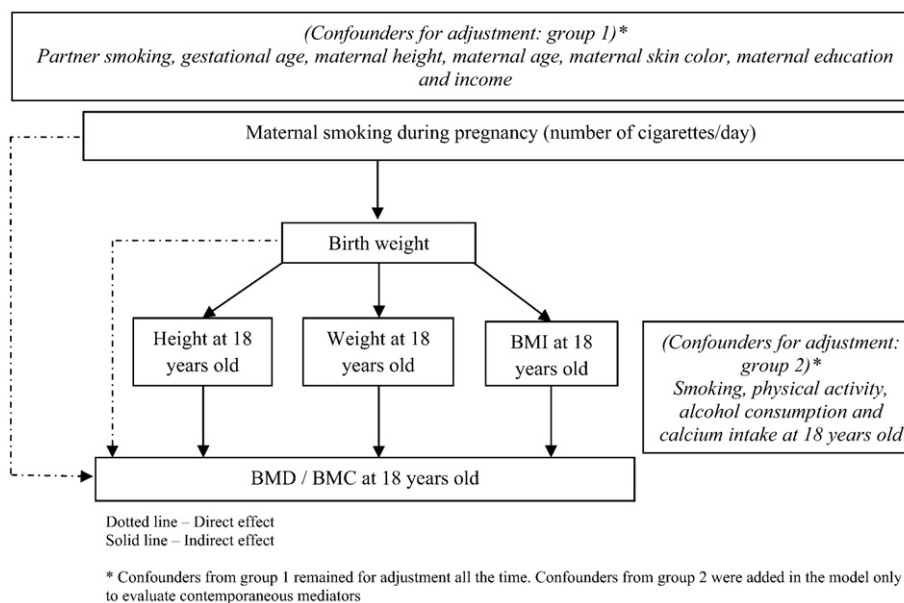 (Confounders for adjustment: group 1)*
Partner smoking, gestational age, maternal height, maternal age, maternal skin color, maternal education
and income
Maternal smoking during pregnancy (number of cigarettes/day)
Birth weight
Height at 18
years old
Weight at 18
years old
BMI at 18
years old
(Confounders for adjustment:
group 2)*
Smoking, physical activity,
alcohol consumption and
calcium intake at 18 years old
BMD / BMC at 18 years old
Dotted line – Direct effect
Solid line – Indirect effect
* Confounders from group 1 remained for adjustment all the time. Confounders from group 2 were added in the model only
to evaluate contemporaneous mediators